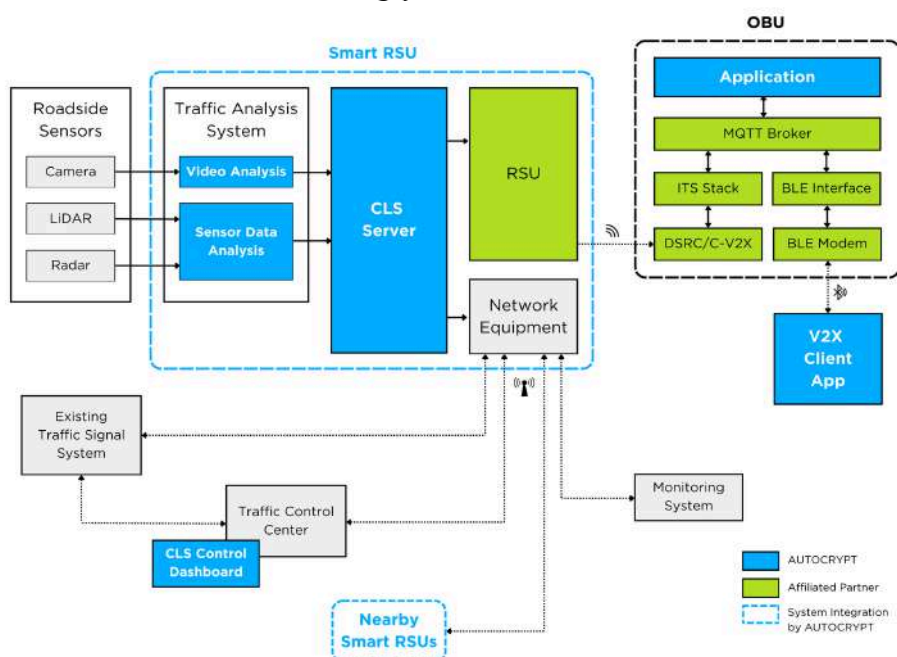 OBU
Smart RSU
Roadside
Sensors
Camera
LiDAR
Radar
Traffic Analysis
System
Video Analysis
Sensor Data
Analysis
CLS
Server
RSU
Network
Equipment
Application
MQTT Broker
ITS Stack
BLE Interface
DSRC/C-V2X
BLE Modem
V2X
Client
App
Existing
Traffic Signal
System
Traffic Control
Center
CLS Control
Dashboard
Monitoring
System
Nearby
Smart RSUs
AUTOCRYPT
Affiliated Partner
System Integration
by AUTOCRYPT